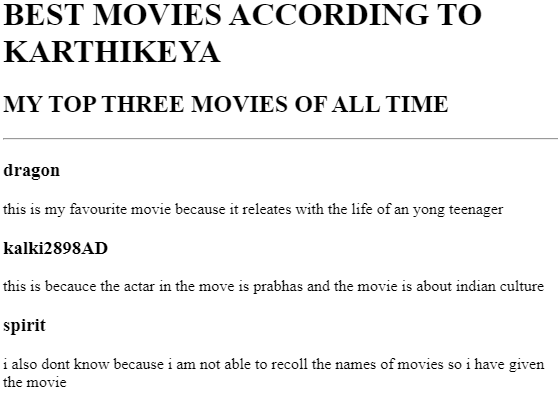 BEST MOVIES ACCORDING TO
KARTHIKEYA
MY TOP THREE MOVIES OF ALL TIME
dragon
this is my favourite movie because it releates with the life of an yong teenager
kalki2898AD
this is becauce the actar in the move is prabhas and the movie is about indian culture
spirit
i also dont know because i am not able to recoll the names of movies so i have given
the movie